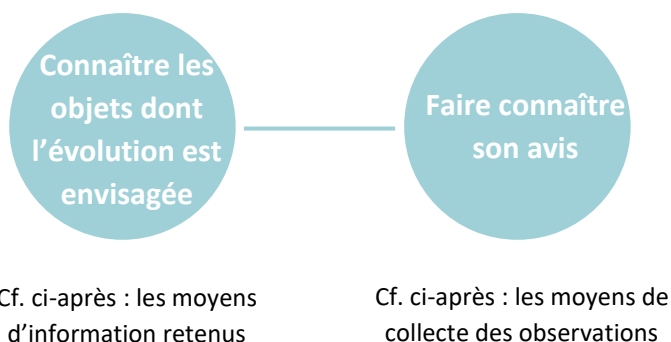 Connaître les
objets dont
l’évolution est
envisagée
Faire connaître
son avis
Cf. ci-après : les moyens
d’information retenus
Cf. ci-après : les moyens de
collecte des observations